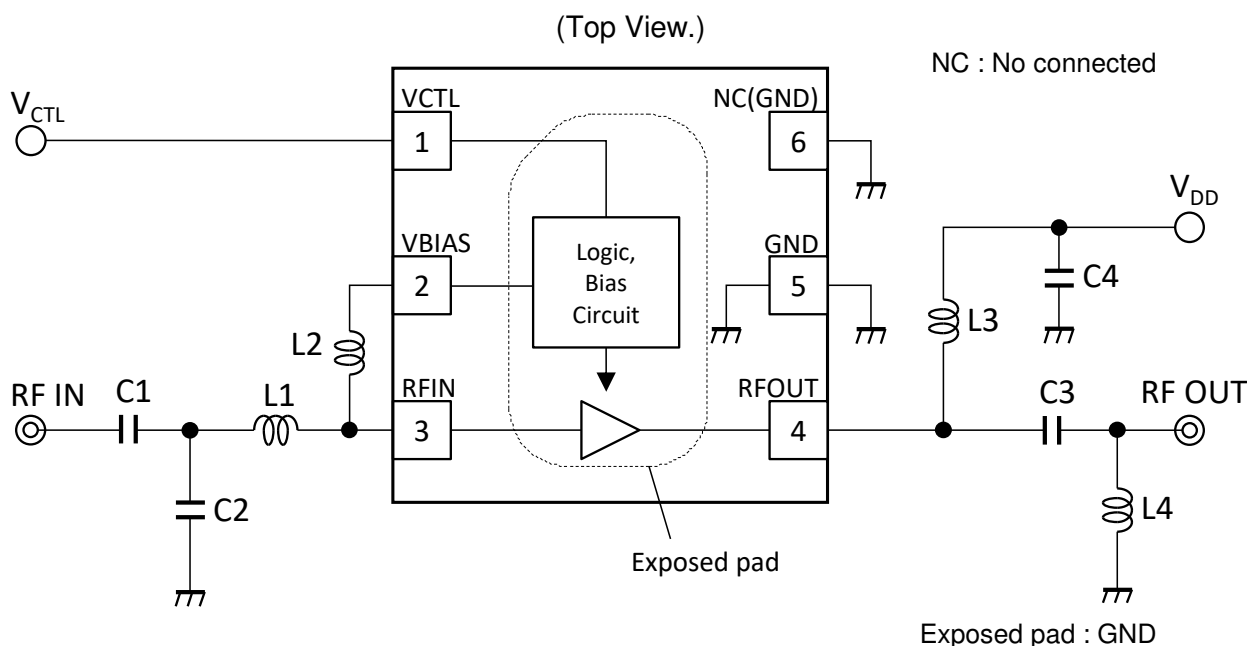 (Top View.)
NC : No connected
V_CTL
VCTL
1
NC(GND)
6
V_DD
VBIAS
2
Logic,
Bias
Circuit
GND
5
C4
L3
L2
RF IN
C1
L1
RFIN
3
RFOUT
4
C3
RF OUT
C2
L4
Exposed pad
Exposed pad : GND